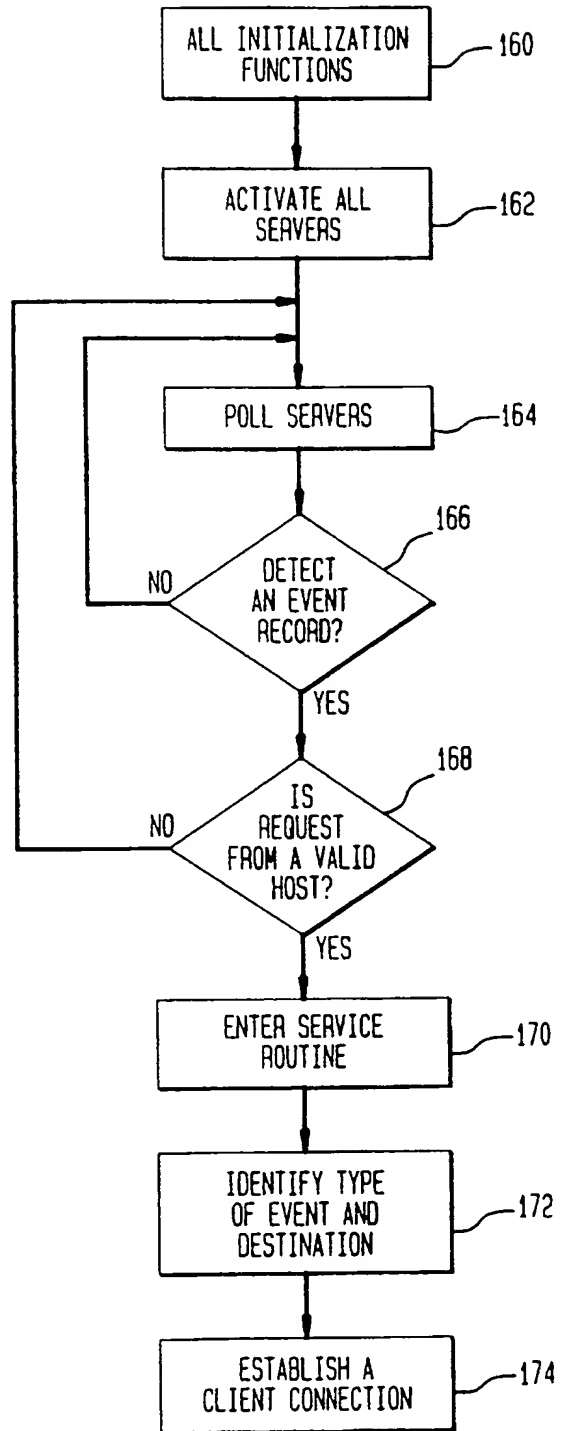 ALL INITIALIZATION
FUNCTIONS
160
ACTIVATE ALL
SERVERS
162
POLL SERVERS
164
166
DETECT
AN EVENT
RECORD?
NO
YES
168
IS
REQUEST
FROM A VALID
HOST?
NO
YES
ENTER SERVICE
ROUTINE
170
IDENTIFY TYPE
OF EVENT AND
DESTINATION
172
ESTABLISH A
CLIENT CONNECTION
174